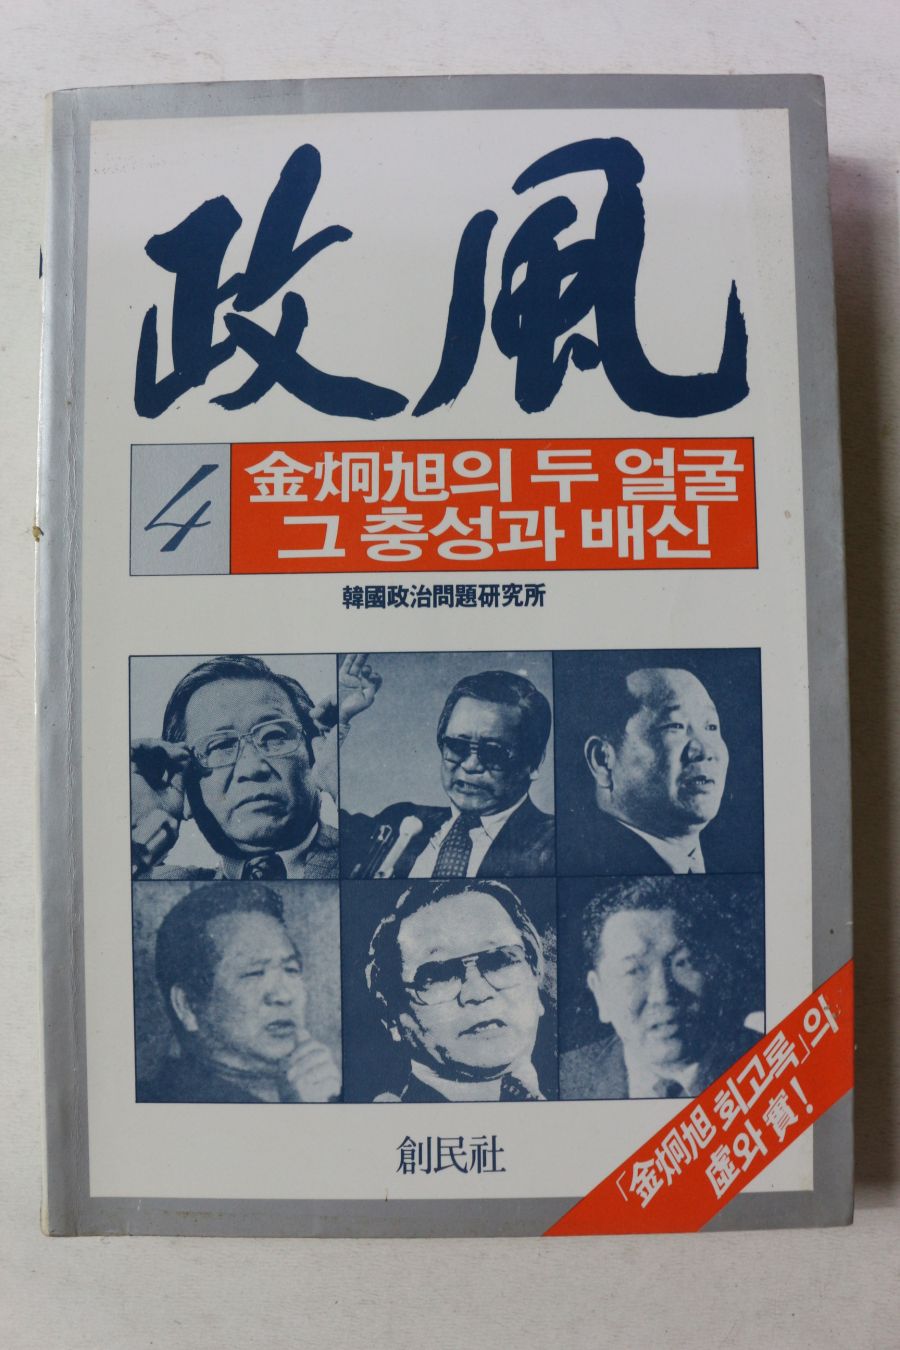 政風
4
金炯旭의 두 얼굴
그 충성과 배신
韓國政治問題硏究所
創民社
「金炯旭 회고록」의
虛와 實!